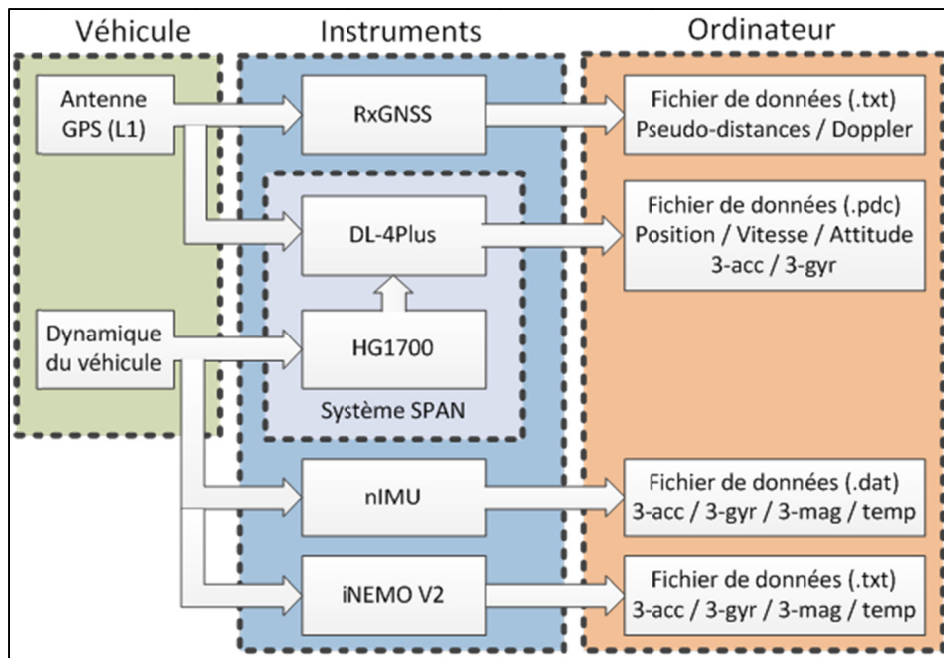 Véhicule
Instruments
Ordinateur
Antenne
GPS (L1)
RxGNSS
Fichier de données (.txt)
Pseudo-distances / Doppler
DL-4Plus
Fichier de données (.pdc)
Position / Vitesse / Attitude
3-acc / 3-gyr
Dynamique
du véhicule
HG1700
Système SPAN
nIMU
Fichier de données (.dat)
3-acc / 3-gyr / 3-mag / temp
iNEMO V2
Fichier de données (.txt)
3-acc / 3-gyr / 3-mag / temp